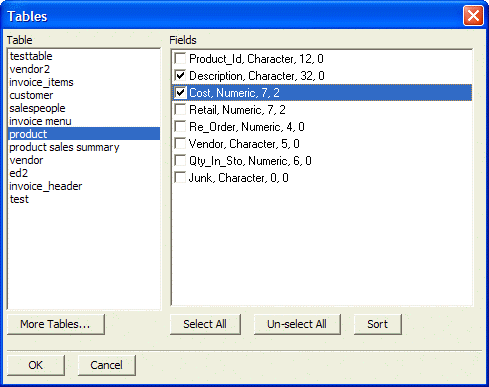 Tables
Table
testtable
vendor2
invoice_items
customer
salespeople
invoice menu
product
product sales summary
vendor
ed2
invoice_header
test
More Tables...
Fields
Product_Id, Character, 12, 0
Description, Character, 32, 0
Cost, Numeric, 7, 2
Retail, Numeric, 7, 2
Re_Order, Numeric, 4, 0
Vendor, Character, 5, 0
Qty_In_Sto, Numeric, 6, 0
Junk, Character, 0, 0
Select All
Un-select All
Sort
OK
Cancel